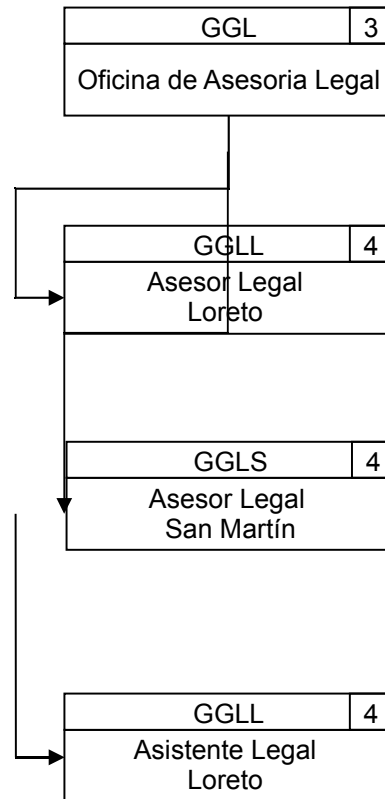 GGL 3
Oficina de Asesoria Legal
GGLL 4
Asesor Legal
Loreto
GGLS 4
Asesor Legal
San Martín
GGLL 4
Asistente Legal
Loreto